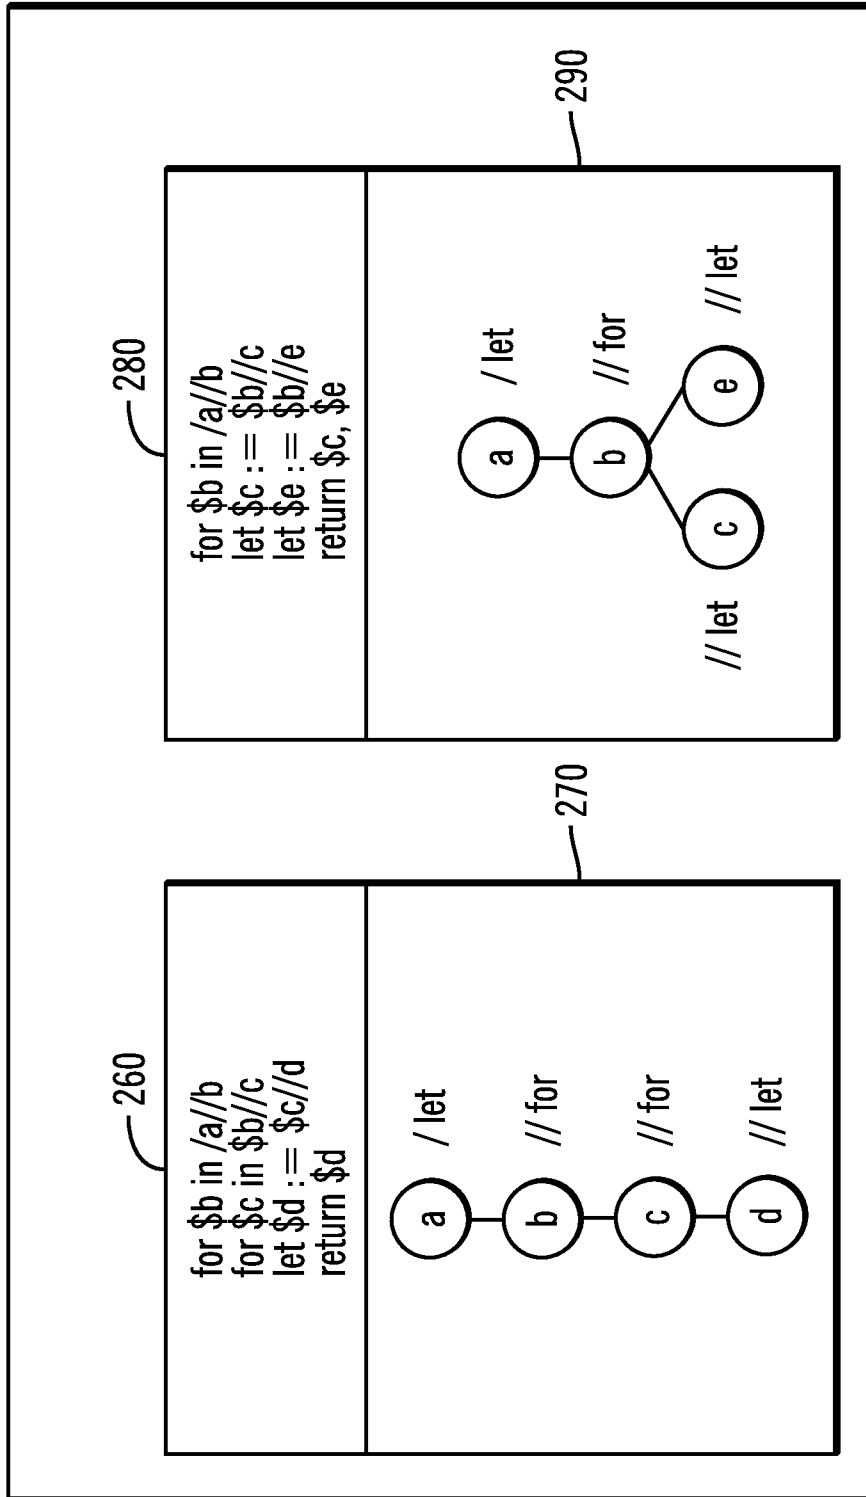 260
for $b in /a//b
for $c in $b//c
let $d := $c//d
return $d
270
a / let
b // for
c // for
d // let
280
for $b in /a//b
let $c := $b//c
let $e := $b//e
return $c, $e
290
a / let
b // for
// let c e // let